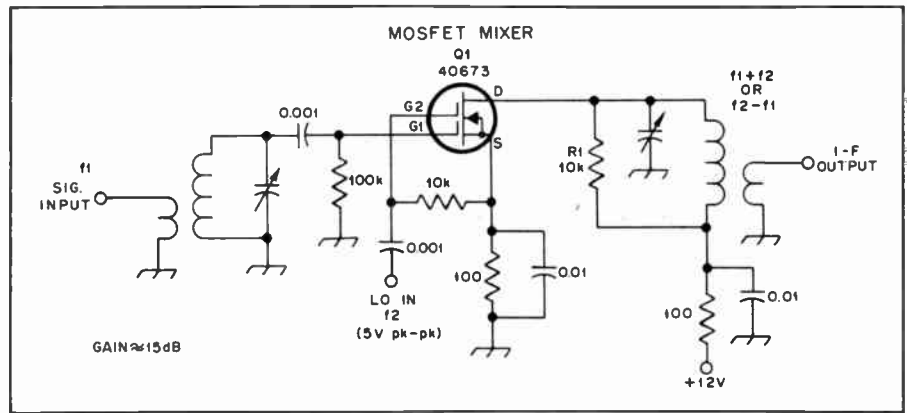 MOSFET MIXER
Q1
40673
G2
G1
D
S
0.001
f1
SIG.
INPUT
100k
10k
0.001
LO IN
f2
(5V pk-pk)
100
0.01
R1
10k
f1+f2
OR
f2-f1
I-F
OUTPUT
100
0.01
+12V
GAIN≈15dB